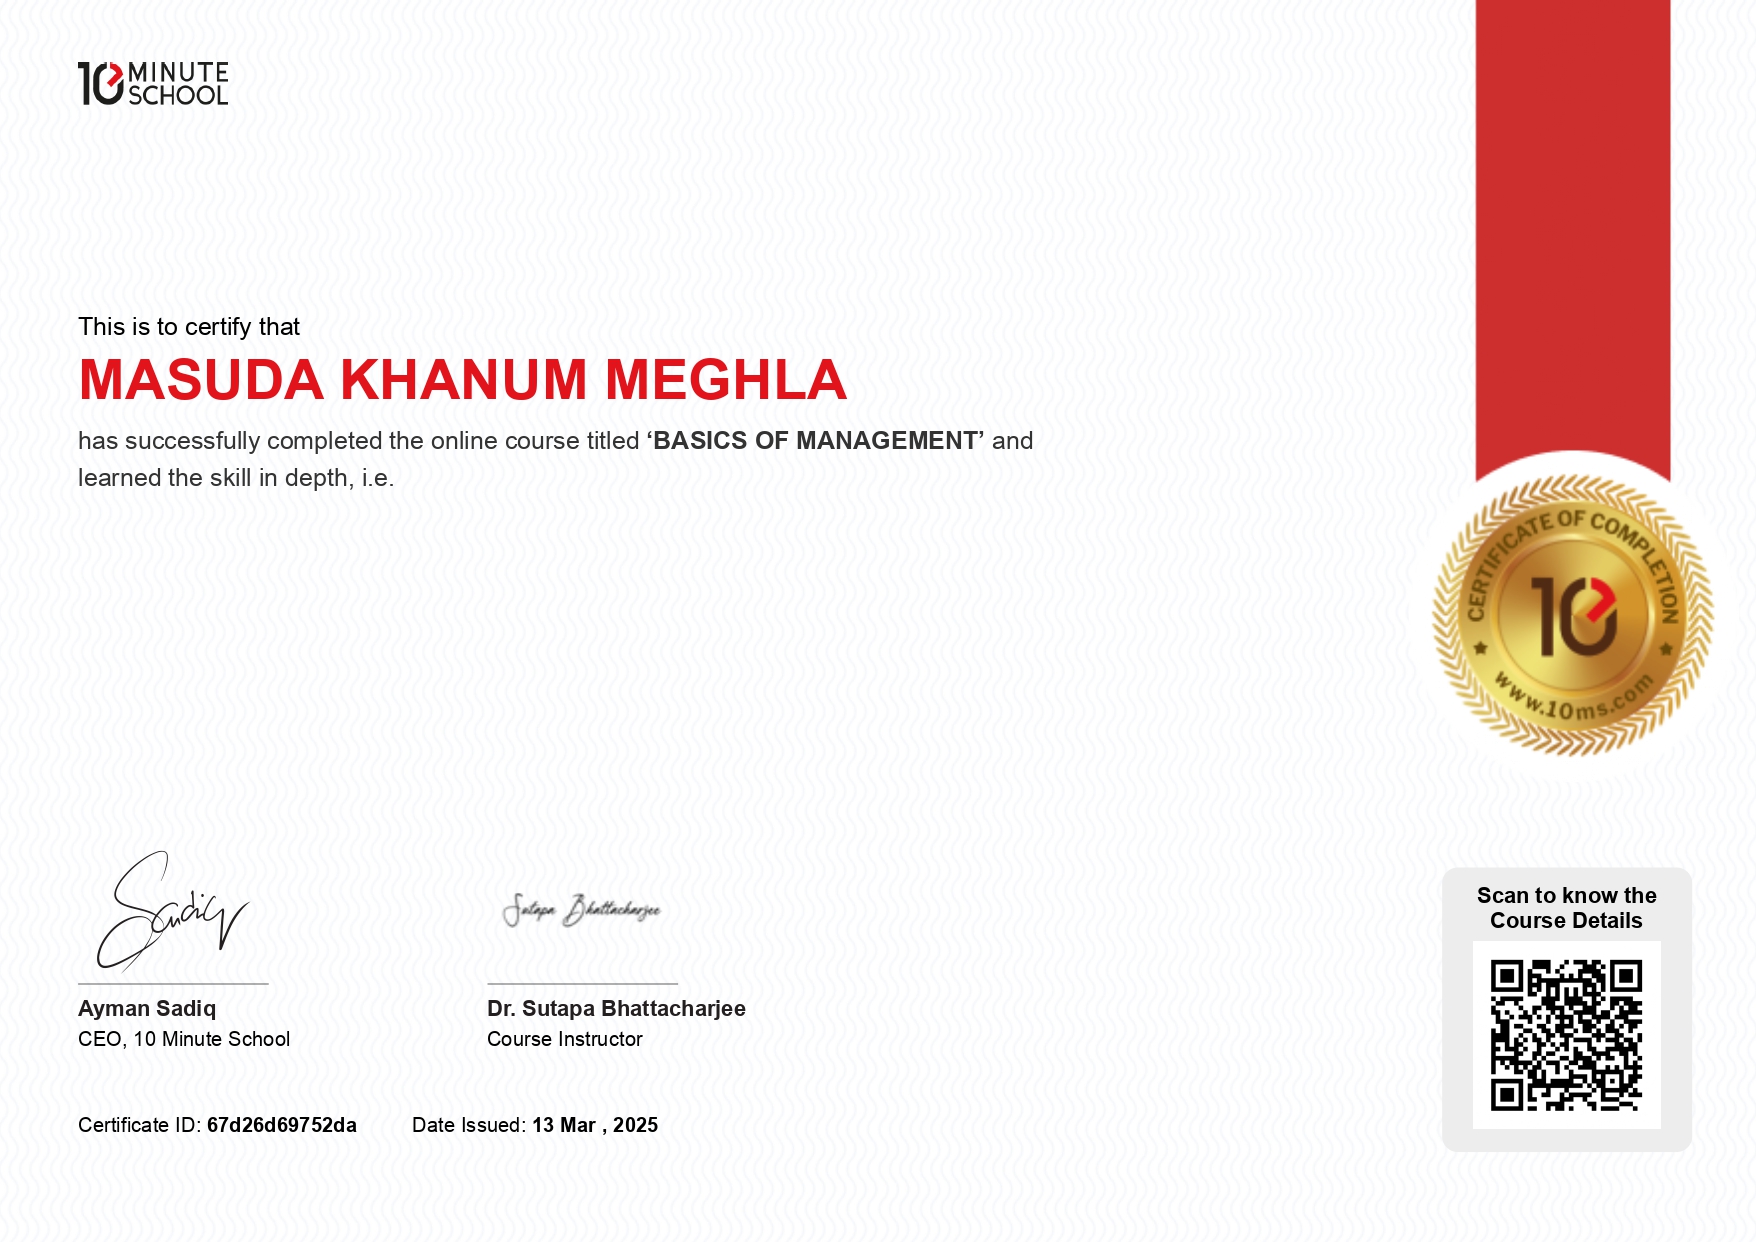 10 MINUTE
SCHOOL
This is to certify that
MASUDA KHANUM MEGHLA
has successfully completed the online course titled ‘BASICS OF MANAGEMENT’ and
learned the skill in depth, i.e.
CERTIFICATE OF COMPLETION
10
www.10ms.com
Sadiq
Sutapa Bhattacharjee
Ayman Sadiq
CEO, 10 Minute School
Dr. Sutapa Bhattacharjee
Course Instructor
Certificate ID: 67d26d69752da
Date Issued: 13 Mar , 2025
Scan to know the
Course Details